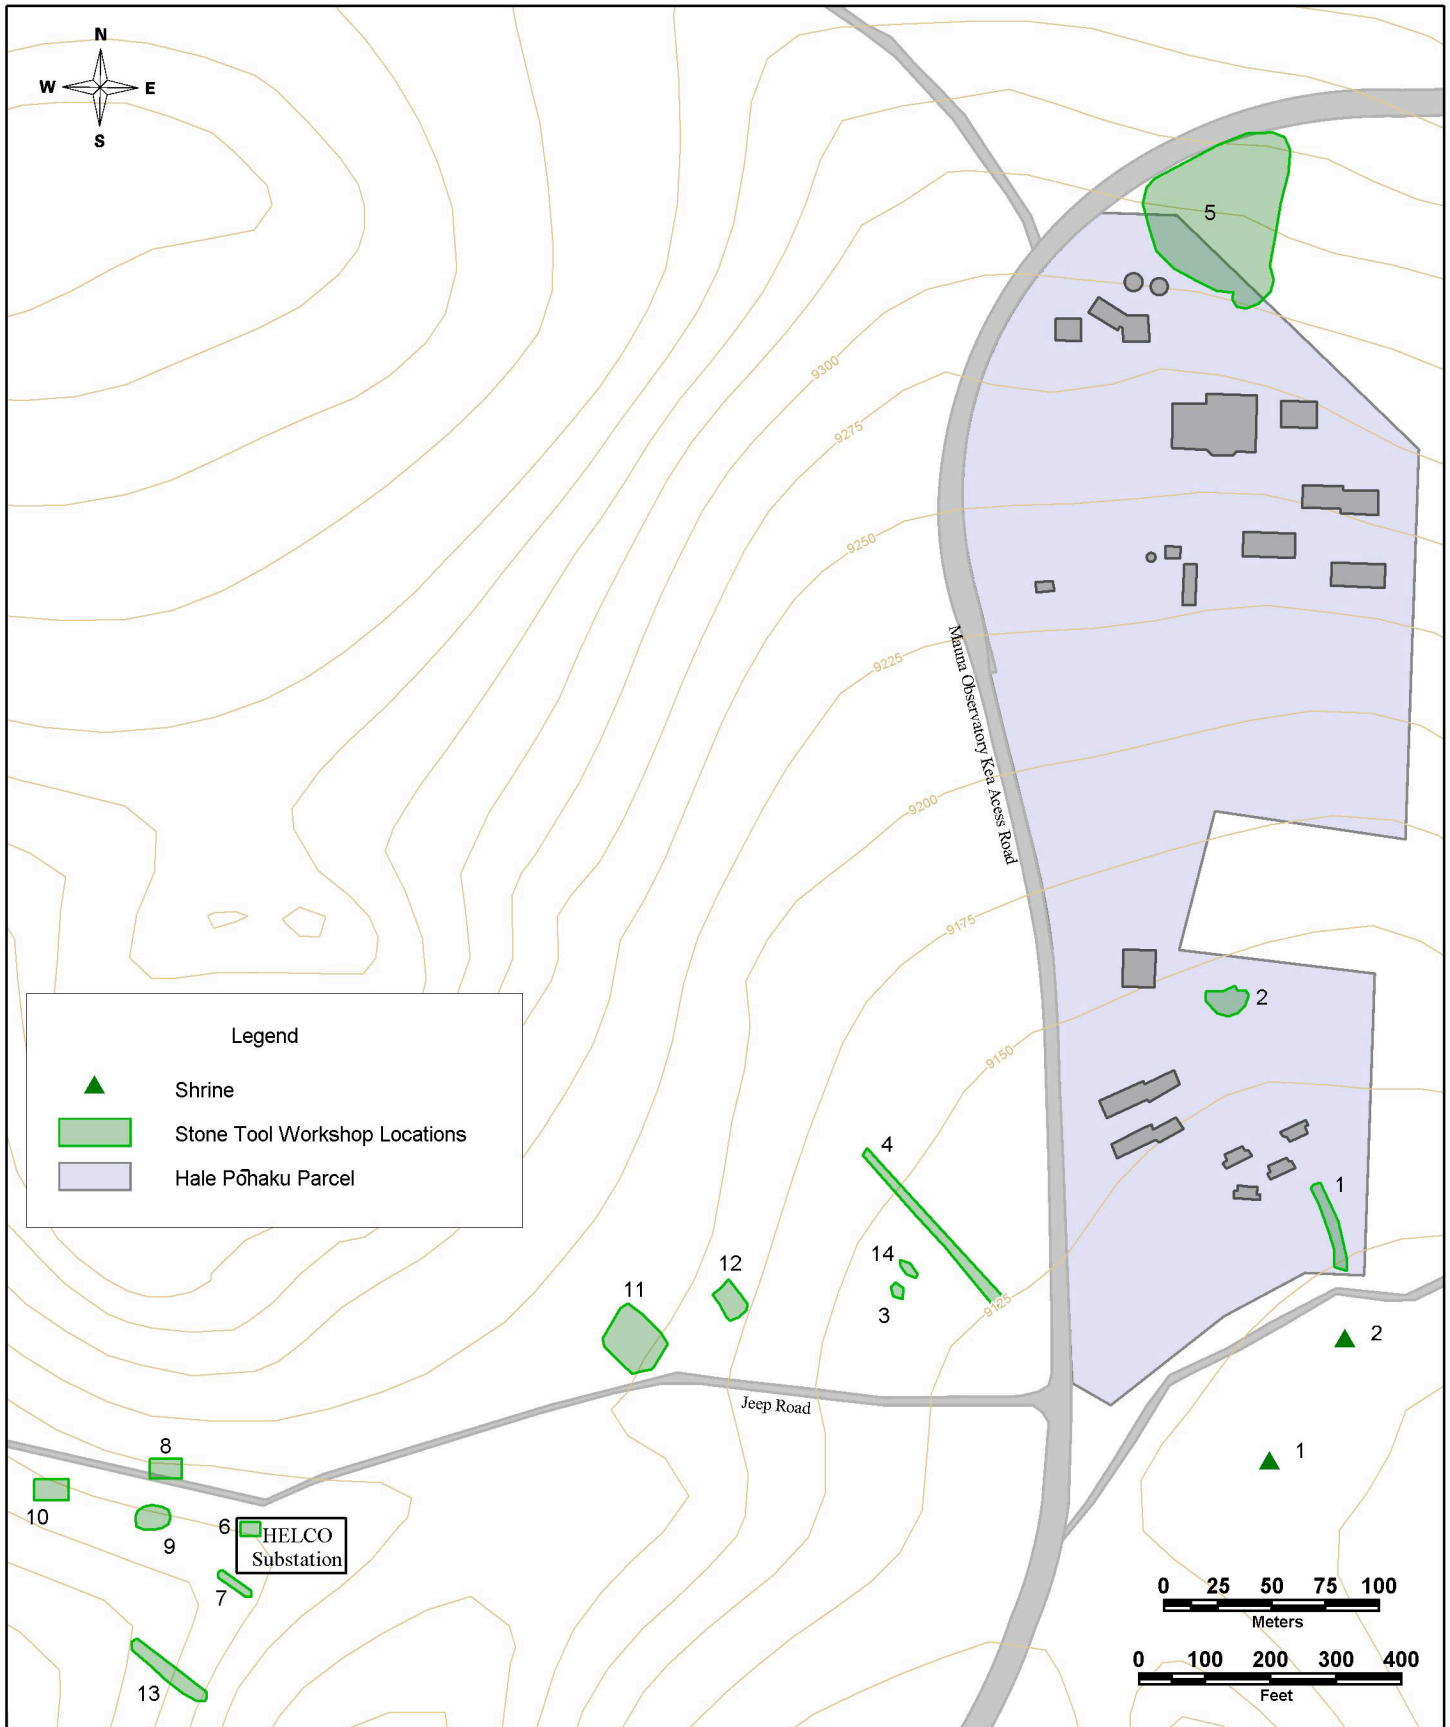 N
W E
S
5
9300
9275
9250
9225
Mauna Observatory Kea Acess Road
9200
9175
2
Legend
Shrine
Stone Tool Workshop Locations
Hale Pōhaku Parcel
9150
4
1
14
12
11
3
9125
2
Jeep Road
8
1
10
6
HELCO
Substation
9
7
13
0 25 50 75 100
Meters
0 100 200 300 400
Feet